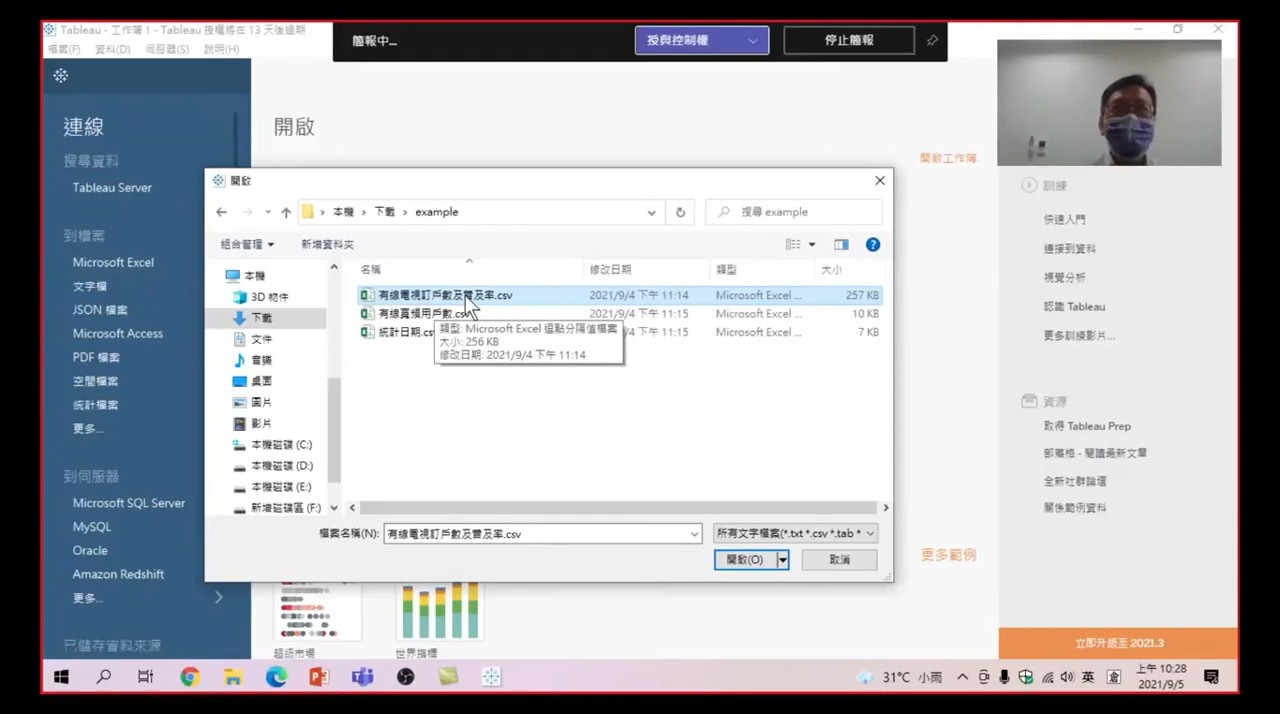 Tableau - 工作簿 1 - Tableau 授權將在 13 天後過期
檔案(F) 資料(D) 伺服器(S) 說明(H)
簡報中...
授與控制權
停止簡報
連線
搜尋資料
Tableau Server
到檔案
Microsoft Excel
文字檔
JSON 檔案
Microsoft Access
PDF 檔案
空間檔案
統計檔案
更多...
到伺服器
Microsoft SQL Server
MySQL
Oracle
Amazon Redshift
更多...
已儲存資料來源
開啟
開啟工作簿
開啟
本機 › 下載 › example
搜尋 example
組合管理
新增資料夾
本機
3D 物件
下載
文件
音樂
桌面
圖片
影片
本機磁碟 (C:)
本機磁碟 (D:)
本機磁碟 (E:)
新增磁碟區 (F:)
名稱 修改日期 類型 大小
有線電視訂戶數及普及率.csv 2021/9/4 下午 11:14 Microsoft Excel ... 257 KB
有線寬頻用戶數.csv 2021/9/4 下午 11:15 Microsoft Excel ... 10 KB
統計日期.csv /4 下午 11:15 Microsoft Excel ... 7 KB
類型: Microsoft Excel 逗點分隔值檔案
大小: 256 KB
修改日期: 2021/9/4 下午 11:14
檔案名稱(N): 有線電視訂戶數及普及率.csv
所有文字檔案(*.txt *.csv *.tab *
開啟(O)
取消
更多範例
超級市場
世界指標
訓練
快速入門
連接到資料
視覺分析
認識 Tableau
更多訓練影片...
資源
取得 Tableau Prep
部落格 - 閱讀最新文章
全新社群論壇
關係範例資料
立即升級至 2021.3
31°C 小雨
英
倉
上午 10:28
2021/9/5